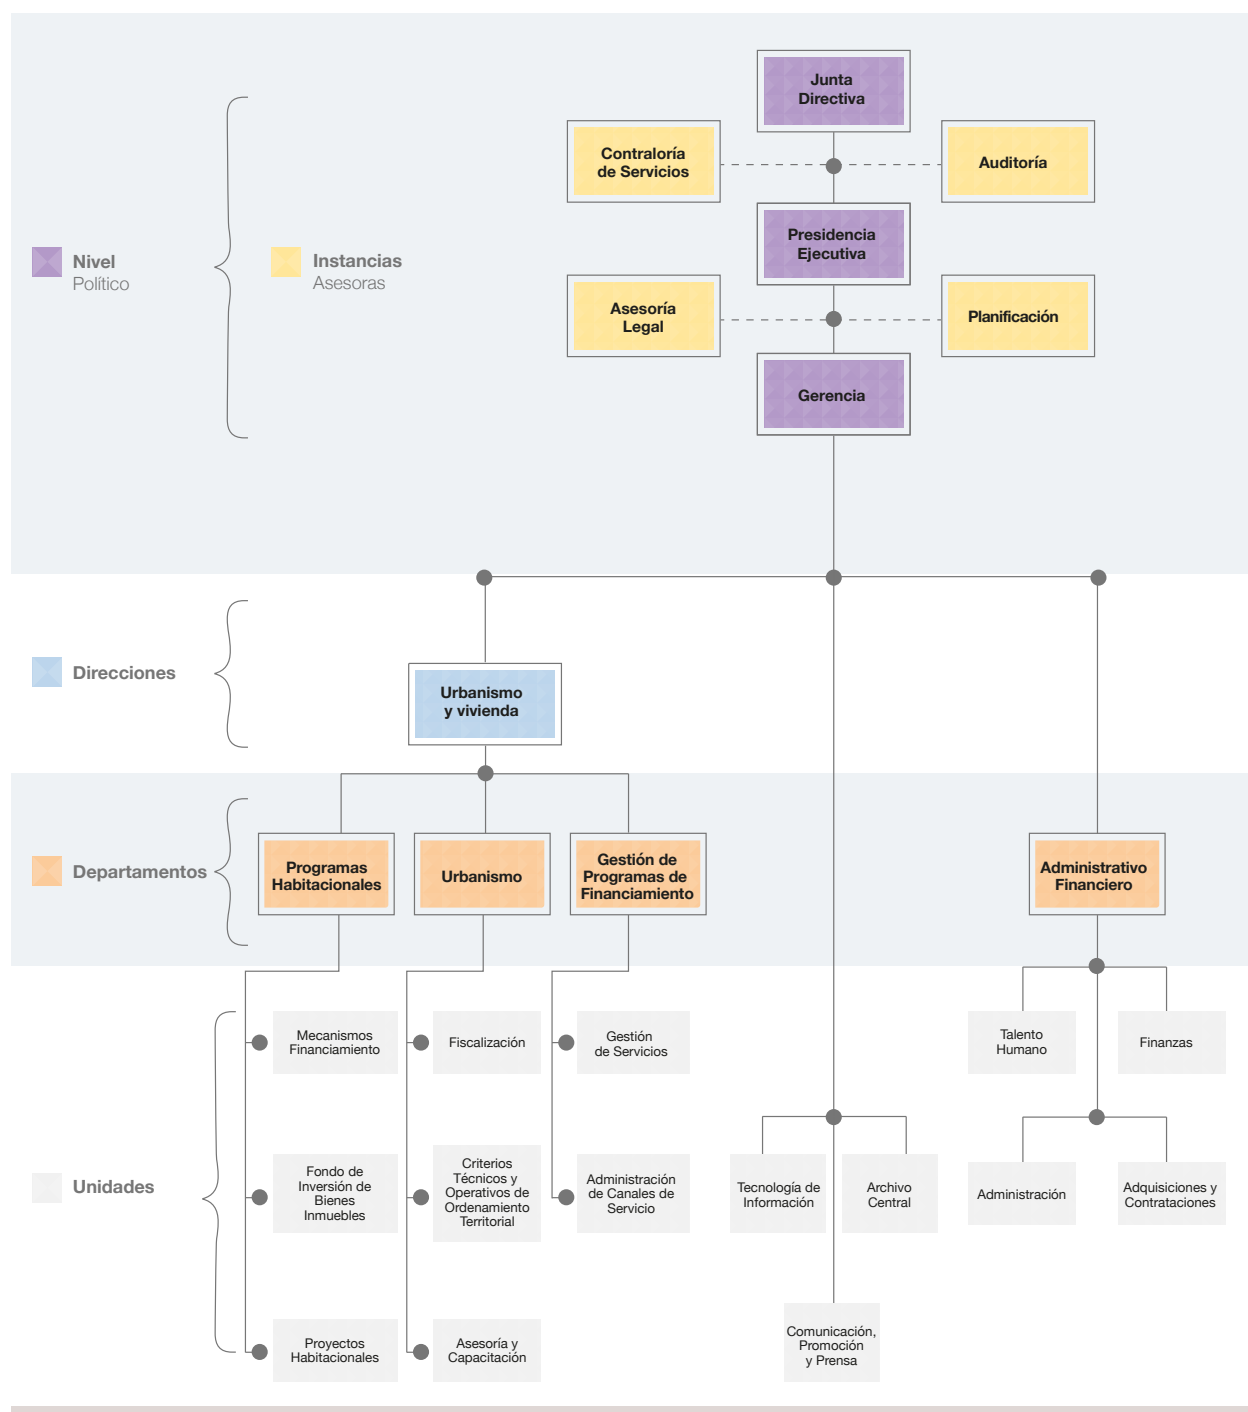 Junta
Directiva
Contraloría
de Servicios
Auditoría
Presidencia
Ejecutiva
Nivel
Político
Instancias
Asesoras
Asesoría
Legal
Planificación
Gerencia
Direcciones
Urbanismo
y vivienda
Departamentos
Programas
Habitacionales
Urbanismo
Gestión de
Programas de
Financiamiento
Administrativo
Financiero
Mecanismos
Financiamiento
Fiscalización
Gestión
de Servicios
Talento
Humano
Finanzas
Unidades
Fondo de
Inversión de
Bienes
Inmuebles
Criterios
Técnicos y
Operativos de
Ordenamiento
Territorial
Administración
de Canales de
Servicio
Tecnología de
Información
Archivo
Central
Administración
Adquisiciones y
Contrataciones
Proyectos
Habitacionales
Asesoría y
Capacitación
Comunicación,
Promoción
y Prensa